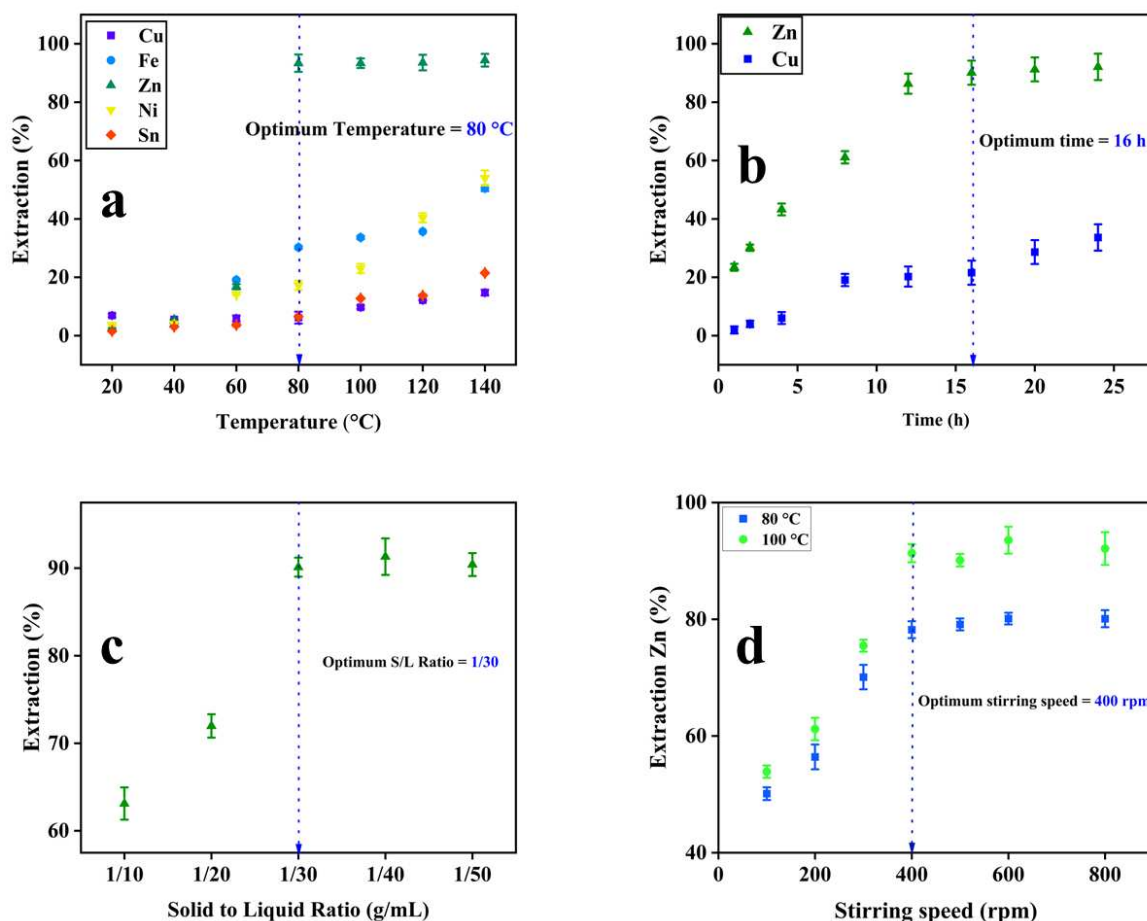 100
80
60
40
20
0
Extraction (%)
Cu
Fe
Zn
Ni
Sn
Optimum Temperature = 80 °C
a
20 40 60 80 100 120 140
Temperature (°C)
100
80
60
40
20
0
Extraction (%)
Zn
Cu
Optimum time = 16 h
b
0 5 10 15 20 25
Time (h)
90
80
70
60
Extraction (%)
c
Optimum S/L Ratio = 1/30
1/10 1/20 1/30 1/40 1/50
Solid to Liquid Ratio (g/mL)
100
80
60
40
Extraction Zn (%)
80 °C
100 °C
d
Optimum stirring speed = 400 rpm
0 200 400 600 800
Stirring speed (rpm)